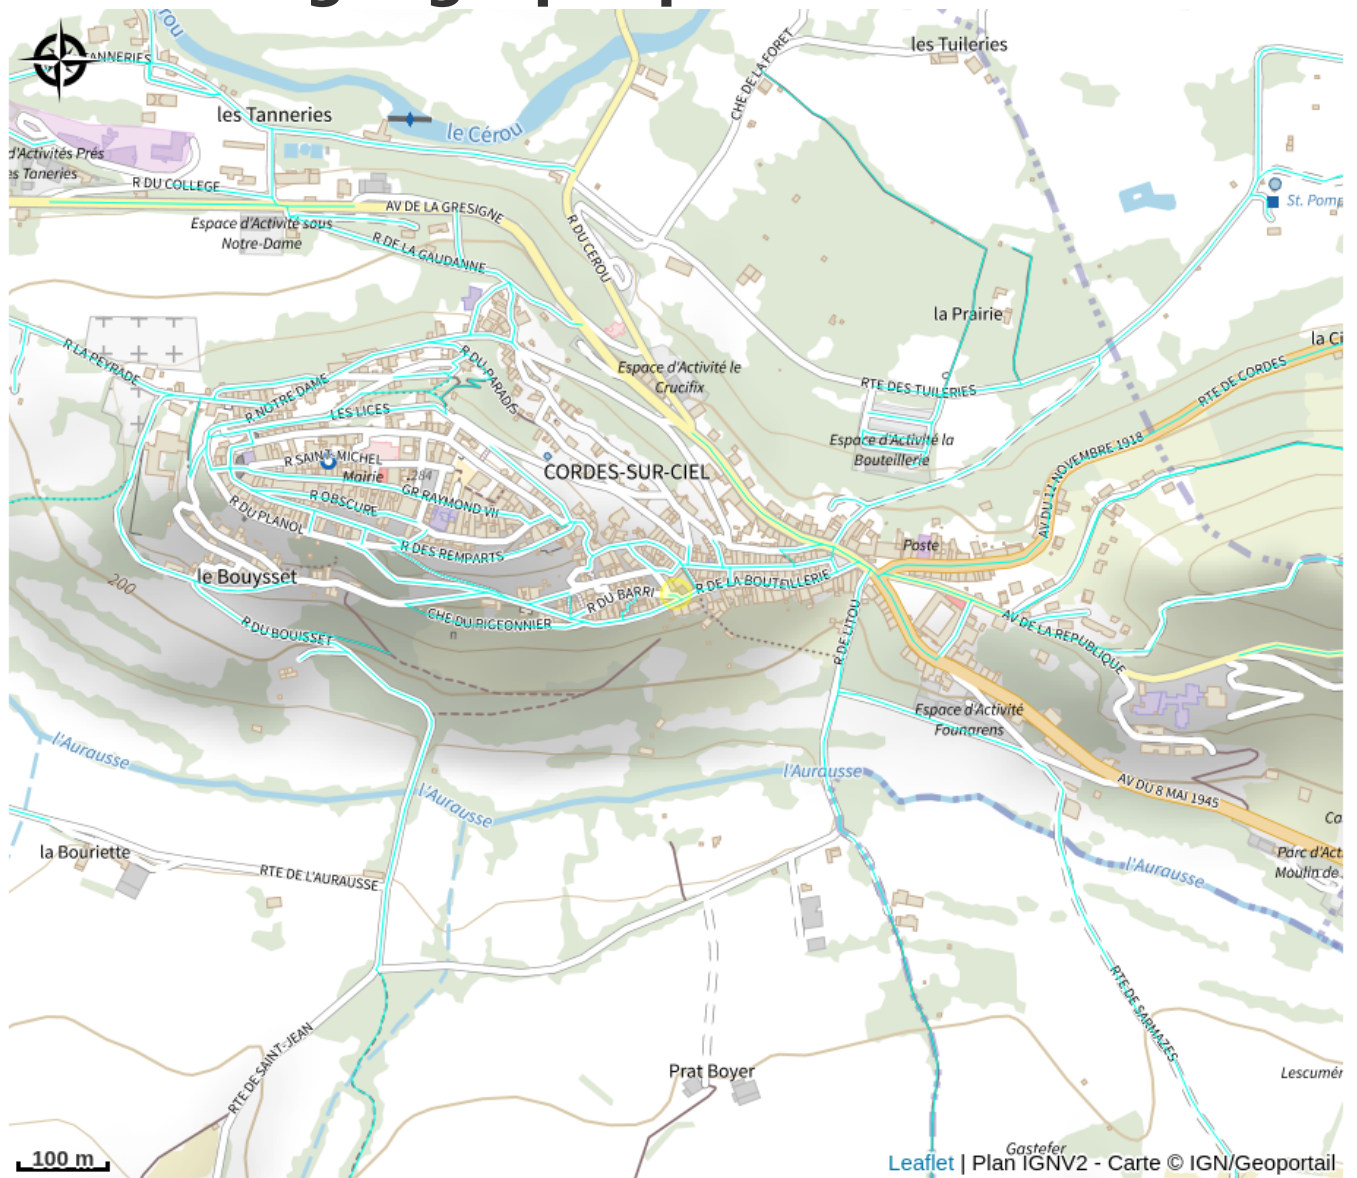 TANNERIES
les Tuileries
CHE DE LA FORET
les Tanneries
le Cérou
d'Activités Prés
es Taneries
R DU COLLEGE
AV DE LA GRESIGNE
Espace d'Activité sous
Notre-Dame
R DE LA GAUDANNE
R DU CEROU
St. Pomp
la Prairie
la Ci
R LA PEYRADE
R DU PARADIS
Espace d'Activité le
Crucifix
RTE DES TUILERIES
RTE DE CORDES
R NOTRE DAME
LES LICES
Espace d'Activité la
Bouteillerie
AV DU 11 NOVEMBRE 1918
R SAINT-MICHEL
Mairie
284
CORDES-SUR-CIEL
R OBSCURE
GR RAYMOND VII
R DU PLANOL
R DES REMPARTS
Poste
200
le Bouysset
R DU BARRI
R DE LA BOUTEILLERIE
CHE DU PIGEONNIER
R DU BOUISSET
R DE LITOU
AV DE LA REPUBLIQUE
Espace d'Activité
Founarens
l'Aurausse
l'Aurausse
l'Aurausse
AV DU 8 MAI 1945
la Bouriette
RTE DE L'AURAUSSE
l'Aurausse
Ca
Parc d'Act
Moulin de
RTE DE SARMAZES
RTE DE SAINT-JEAN
Prat Boyer
Lescumér
Gastefer
100 m
Leaflet | Plan IGNV2 - Carte © IGN/Geoportail